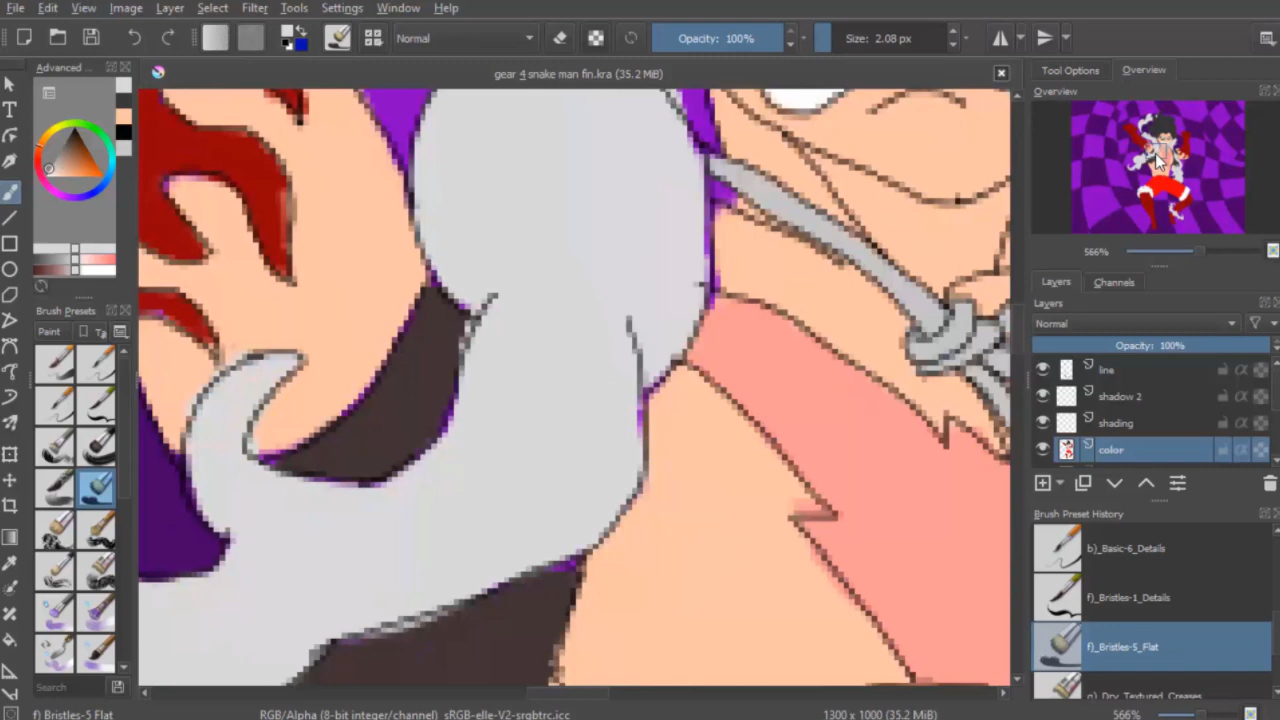 File Edit View Image Layer Select Filter Tools Settings Window Help
Normal
Opacity: 100%
Size: 2.08 px
Advanced ...
gear 4 snake man fin.kra (35.2 MiB)
Tool Options
Overview
Overview
566%
Layers
Channels
Layers
Normal
Opacity: 100%
line
shadow 2
shading
color
Brush Presets
Paint
Ta
Search
Brush Preset History
b)_Basic-6_Details
f)_Bristles-1_Details
f)_Bristles-5_Flat
g)_Dry_Textured_Creases
f) Bristles-5 Flat
RGB/Alpha (8-bit integer/channel) sRGB-elle-V2-srgbtrc.icc
1300 x 1000 (35.2 MiB)
566%